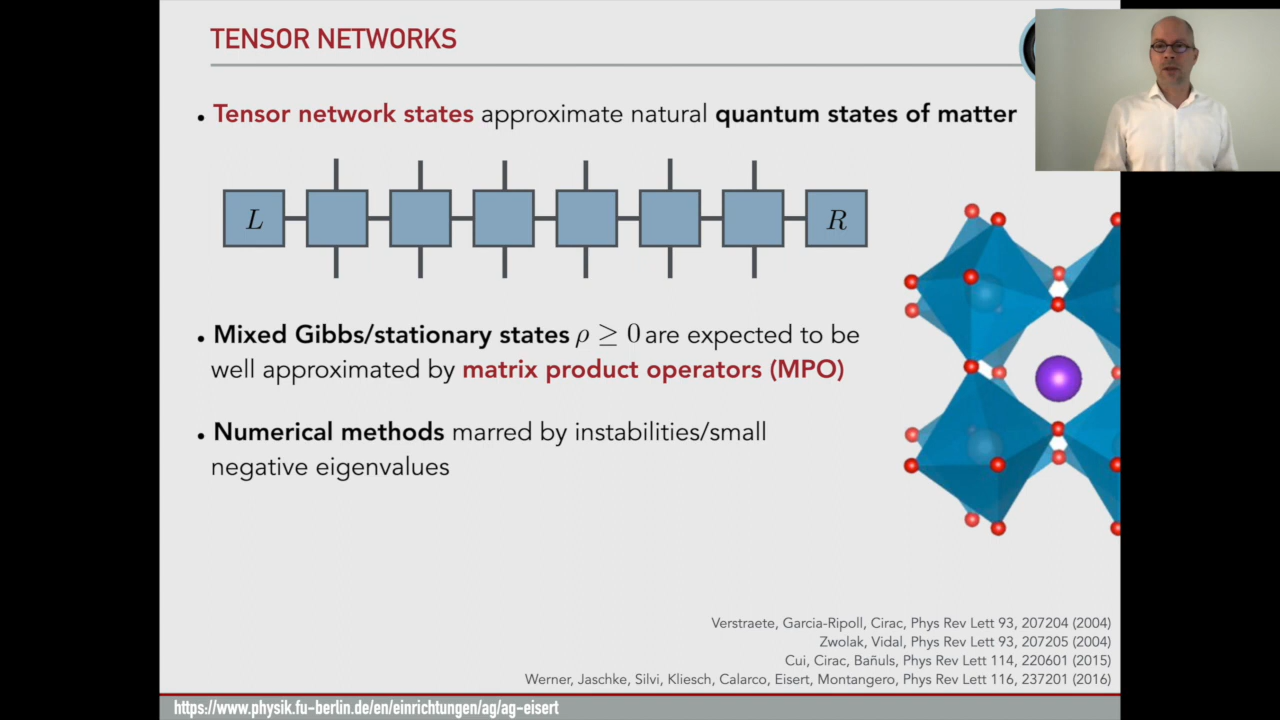 TENSOR NETWORKS
• Tensor network states approximate natural quantum states of matter
L R
• Mixed Gibbs/stationary states ρ ≥ 0 are expected to be
well approximated by matrix product operators (MPO)
• Numerical methods marred by instabilities/small
negative eigenvalues
Verstraete, Garcia-Ripoll, Cirac, Phys Rev Lett 93, 207204 (2004)
Zwolak, Vidal, Phys Rev Lett 93, 207205 (2004)
Cui, Cirac, Bañuls, Phys Rev Lett 114, 220601 (2015)
Werner, Jaschke, Silvi, Kliesch, Calarco, Eisert, Montangero, Phys Rev Lett 116, 237201 (2016)
https://www.physik.fu-berlin.de/en/einrichtungen/ag/ag-eisert